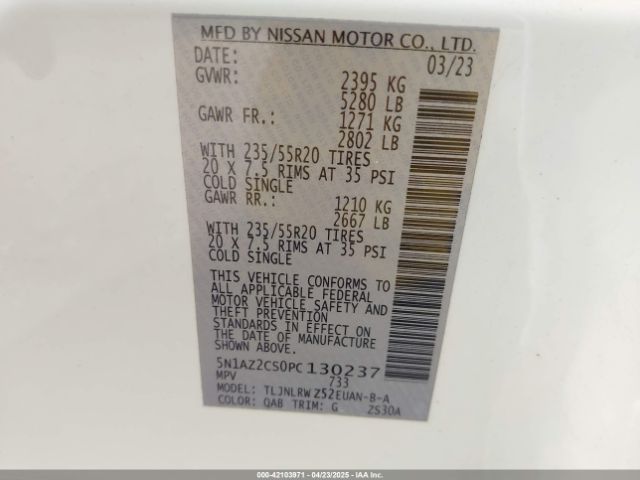 MFD BY NISSAN MOTOR CO., LTD.
DATE: 03/23
GVWR: 2395 KG
5280 LB
GAWR FR.: 1271 KG
2802 LB
WITH 235/55R20 TIRES
20 X 7.5 RIMS AT 35 PSI
COLD SINGLE
GAWR RR.: 1210 KG
2667 LB
WITH 235/55R20 TIRES
20 X 7.5 RIMS AT 35 PSI
COLD SINGLE
THIS VEHICLE CONFORMS TO
ALL APPLICABLE FEDERAL
MOTOR VEHICLE SAFETY AND
THEFT PREVENTION
STANDARDS IN EFFECT ON
THE DATE OF MANUFACTURE
SHOWN ABOVE.
5N1AZ2CS0PC130237
MPV 733
MODEL: TLJNLRW Z52EUAN-B-A
COLOR: QAB TRIM: G ZS30A
00-42103971 - 04/23/2025 - IAA Inc.